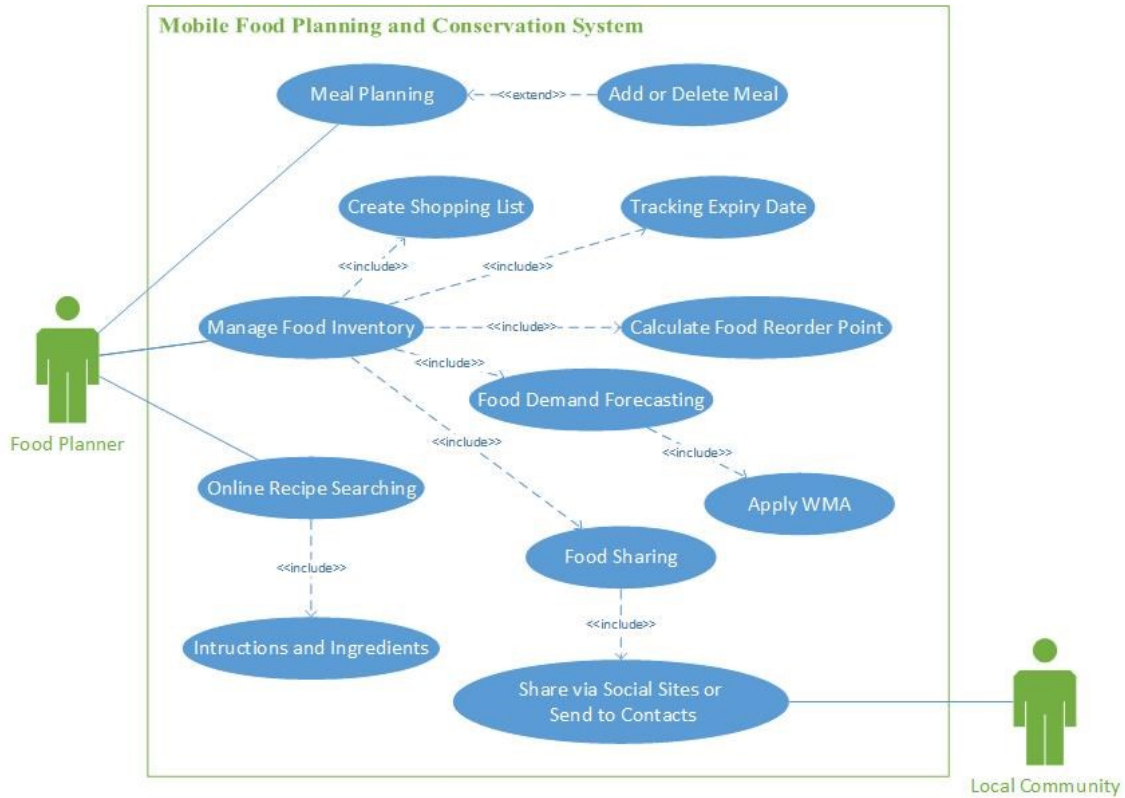 Mobile Food Planning and Conservation System
Meal Planning
<<extend>>
Add or Delete Meal
Create Shopping List
Tracking Expiry Date
<<include>>
<<include>>
Manage Food Inventory
<<include>>
Calculate Food Reorder Point
<<include>>
Food Demand Forecasting
Food Planner
<<include>>
<<include>>
Online Recipe Searching
Apply WMA
Food Sharing
<<include>>
<<include>>
Intructions and Ingredients
Share via Social Sites or
Send to Contacts
Local Community